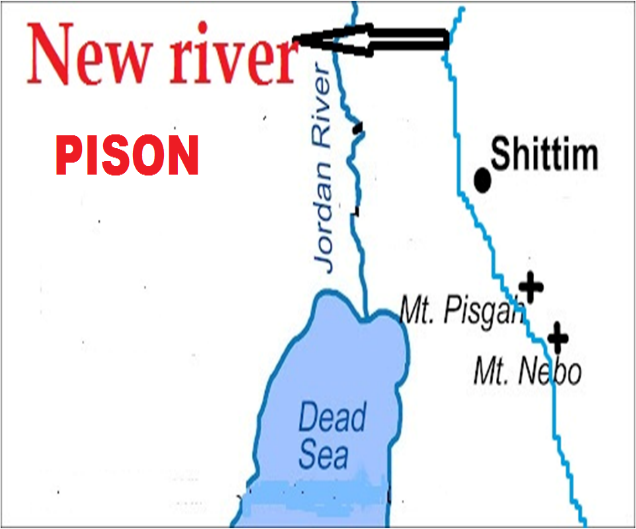 New river
PISON
Jordan River
Shittim
Mt. Pisgah
Mt. Nebo
Dead
Sea